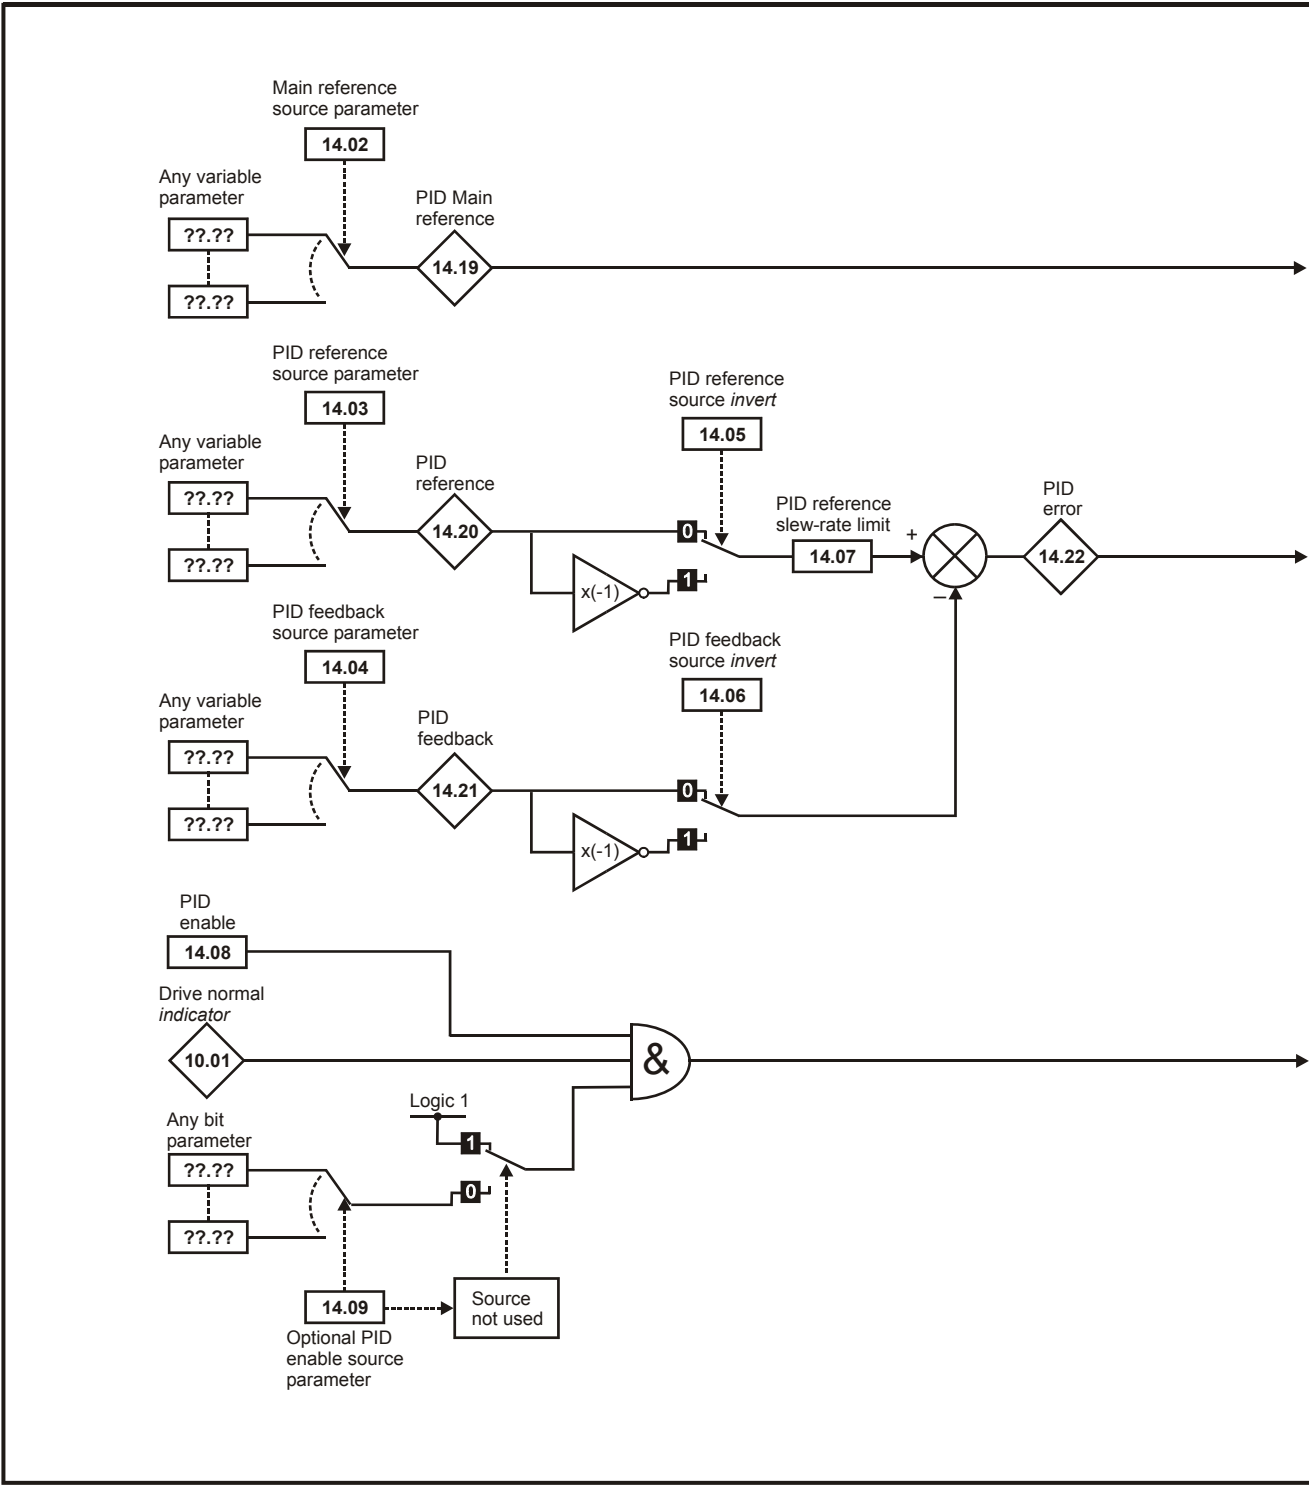 Main reference
source parameter
14.02
Any variable
parameter
??.??
??.??
PID Main
reference
14.19
PID reference
source parameter
14.03
Any variable
parameter
??.??
??.??
PID
reference
14.20
x(-1)
0
1
PID reference
source invert
14.05
PID reference
slew-rate limit
14.07
+
–
PID
error
14.22
PID feedback
source parameter
14.04
Any variable
parameter
??.??
??.??
PID
feedback
14.21
x(-1)
0
1
PID feedback
source invert
14.06
PID
enable
14.08
Drive normal
indicator
10.01
&
Logic 1
1
0
Any bit
parameter
??.??
??.??
14.09
Optional PID
enable source
parameter
Source
not used